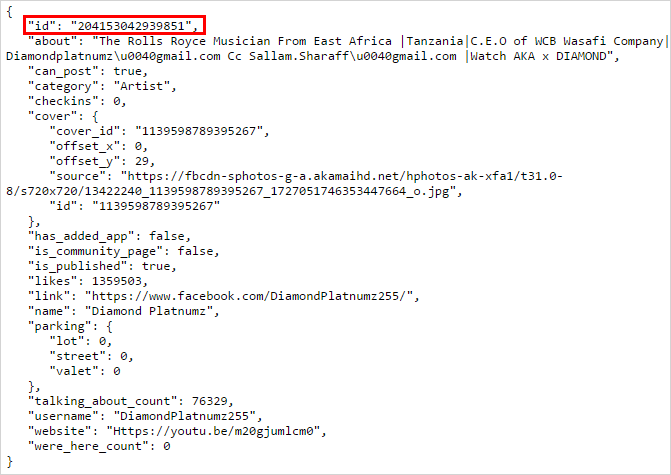 {
"id": "204153042939851",
"about": "The Rolls Royce Musician From East Africa |Tanzania|C.E.O of WCB Wasafi Company|
Diamondplatnumz\u0040gmail.com Cc Sallam.Sharaff\u0040gmail.com |Watch AKA x DIAMOND",
"can_post": true,
"category": "Artist",
"checkins": 0,
"cover": {
"cover_id": "1139598789395267",
"offset_x": 0,
"offset_y": 29,
"source": "https://fbcdn-sphotos-g-a.akamaihd.net/hphotos-ak-xfa1/t31.0-
8/s720x720/13422240_1139598789395267_1727051746353447664_o.jpg",
"id": "1139598789395267"
},
"has_added_app": false,
"is_community_page": false,
"is_published": true,
"likes": 1359503,
"link": "https://www.facebook.com/DiamondPlatnumz255/",
"name": "Diamond Platnumz",
"parking": {
"lot": 0,
"street": 0,
"valet": 0
},
"talking_about_count": 76329,
"username": "DiamondPlatnumz255",
"website": "Https://youtu.be/m20gjumlcm0",
"were_here_count": 0
}